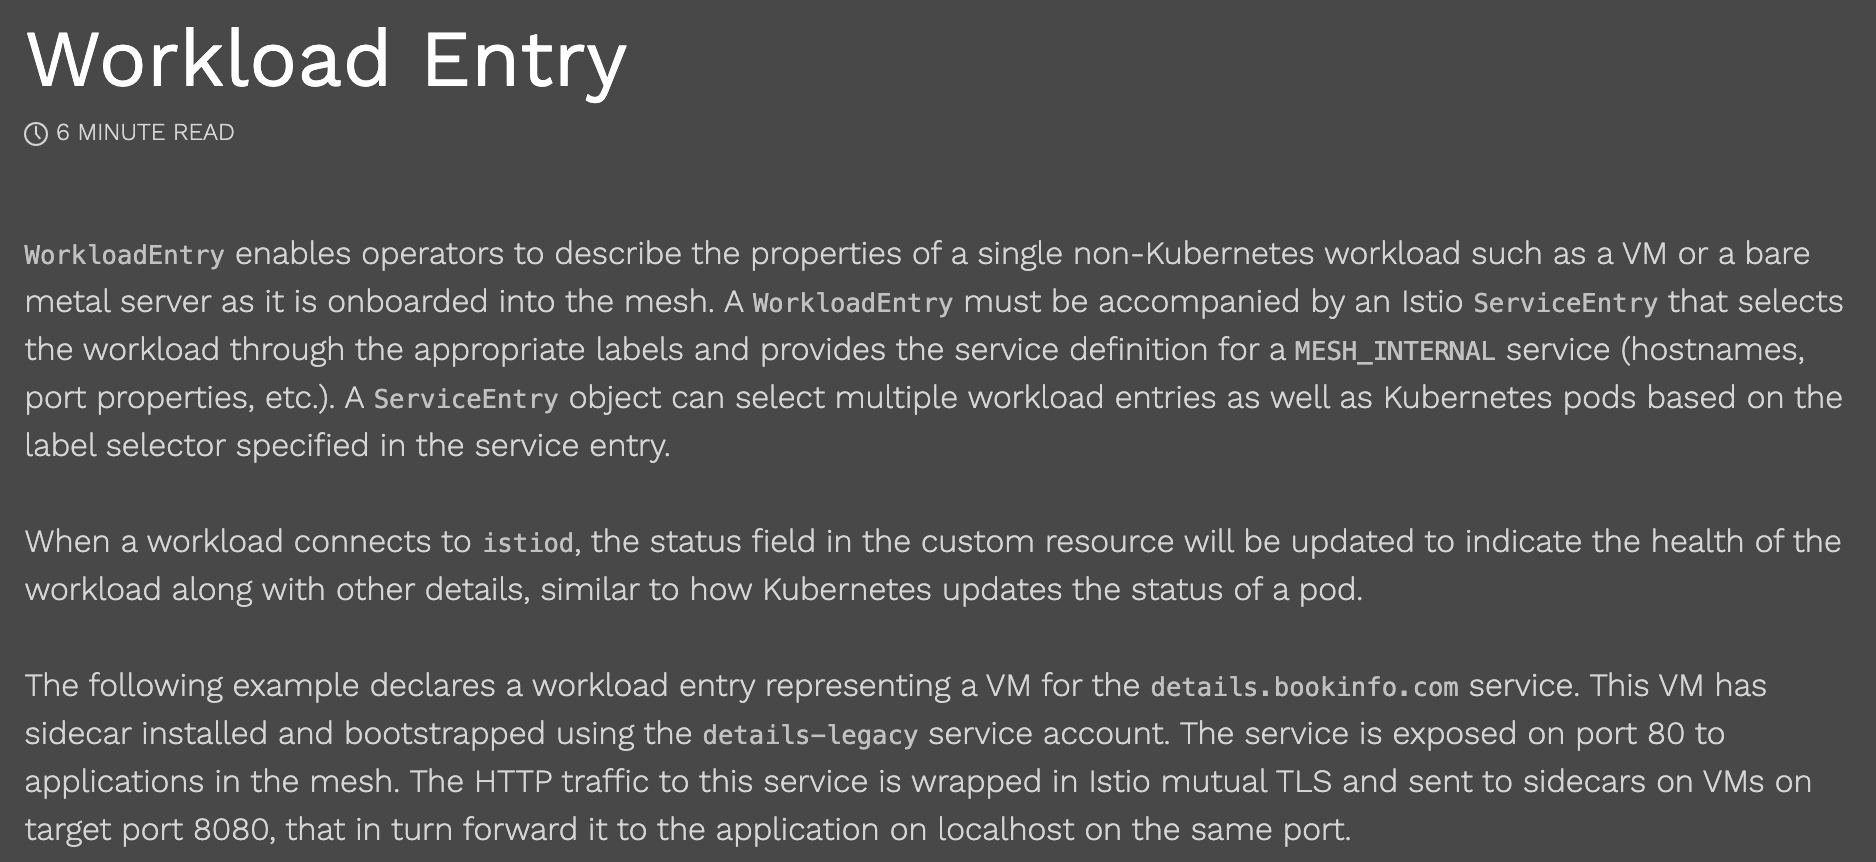 Workload Entry
6 MINUTE READ
WorkloadEntry enables operators to describe the properties of a single non-Kubernetes workload such as a VM or a bare
metal server as it is onboarded into the mesh. A WorkloadEntry must be accompanied by an Istio ServiceEntry that selects
the workload through the appropriate labels and provides the service definition for a MESH_INTERNAL service (hostnames,
port properties, etc.). A ServiceEntry object can select multiple workload entries as well as Kubernetes pods based on the
label selector specified in the service entry.
When a workload connects to istiod, the status field in the custom resource will be updated to indicate the health of the
workload along with other details, similar to how Kubernetes updates the status of a pod.
The following example declares a workload entry representing a VM for the details.bookinfo.com service. This VM has
sidecar installed and bootstrapped using the details-legacy service account. The service is exposed on port 80 to
applications in the mesh. The HTTP traffic to this service is wrapped in Istio mutual TLS and sent to sidecars on VMs on
target port 8080, that in turn forward it to the application on localhost on the same port.